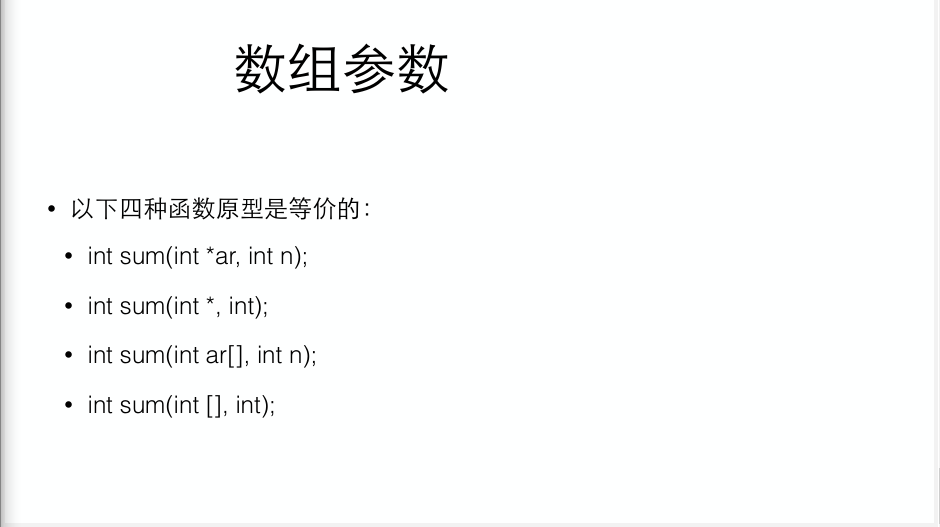 数组参数
• 以下四种函数原型是等价的：
• int sum(int *ar, int n);
• int sum(int *, int);
• int sum(int ar[], int n);
• int sum(int [], int);